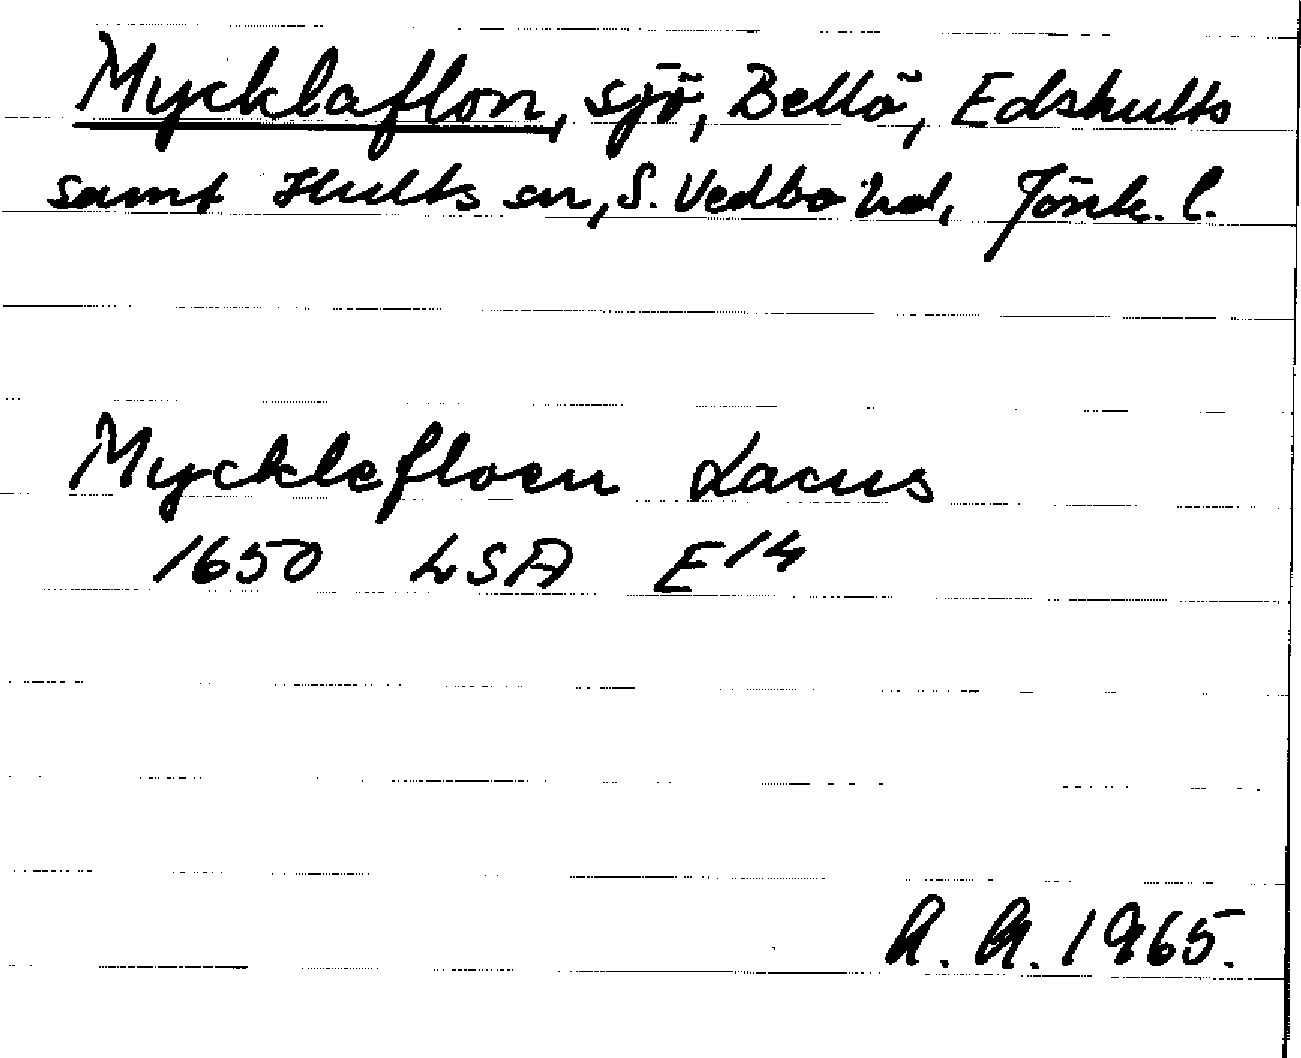 Mycklaflon, sjö, Bellö, Edshults
samt Hults sn, S. Vedbo hd, Jönk. l.
Mycklefloen Lacus
1650 LSA E14
A. A. 1965.